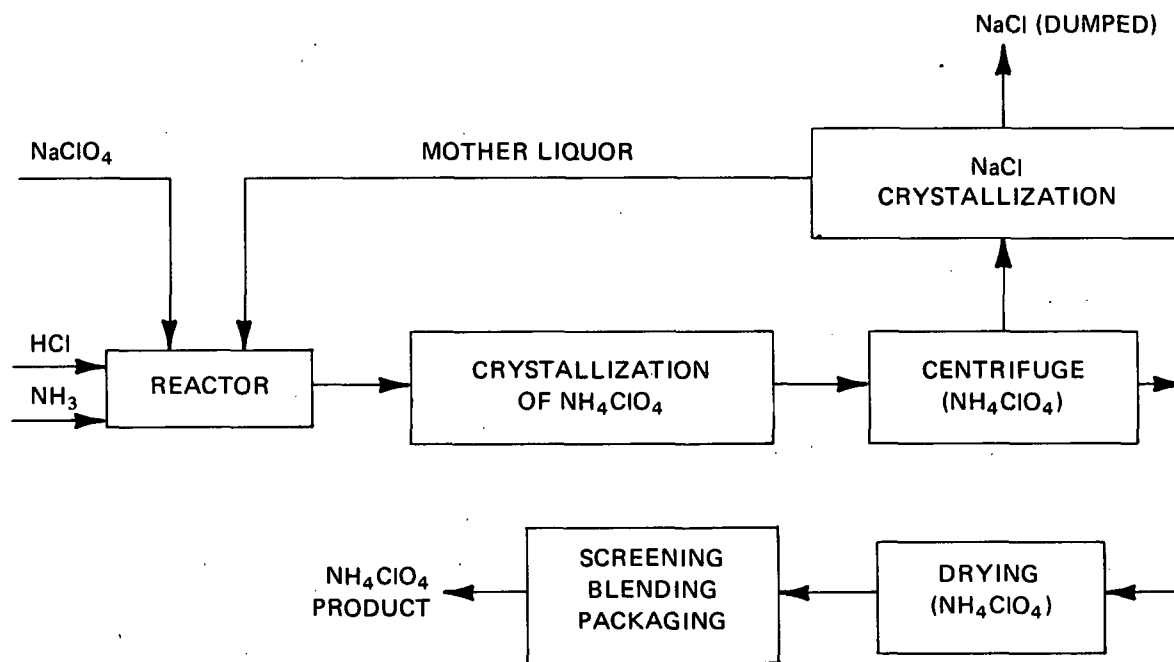 NaCl (DUMPED)
NaClO₄
MOTHER LIQUOR
NaCl
CRYSTALLIZATION
HCl
NH₃
REACTOR
CRYSTALLIZATION
OF NH₄ClO₄
CENTRIFUGE
(NH₄ClO₄)
NH₄ClO₄
PRODUCT
SCREENING
BLENDING
PACKAGING
DRYING
(NH₄ClO₄)